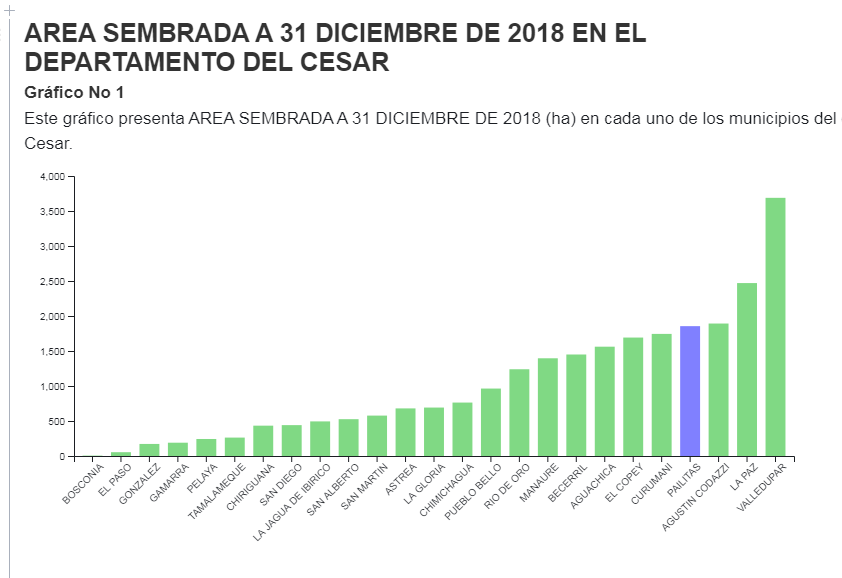 AREA SEMBRADA A 31 DICIEMBRE DE 2018 EN EL
DEPARTAMENTO DEL CESAR
Gráfico No 1
Este gráfico presenta AREA SEMBRADA A 31 DICIEMBRE DE 2018 (ha) en cada uno de los municipios del
Cesar.
4,000
3,500
3,000
2,500
2,000
1,500
1,000
500
0
BOSCONIA
EL PASO
GONZALEZ
GAMARRA
PELAYA
TAMALAMEQUE
CHIRIGUANA
SAN DIEGO
LA JAGUA DE IBIRICO
SAN ALBERTO
SAN MARTIN
ASTREA
LA GLORIA
CHIMICHAGUA
PUEBLO BELLO
RIO DE ORO
MANAURE
BECERRIL
AGUACHICA
EL COPEY
CURUMANI
PAILITAS
AGUSTIN CODAZZI
LA PAZ
VALLEDUPAR